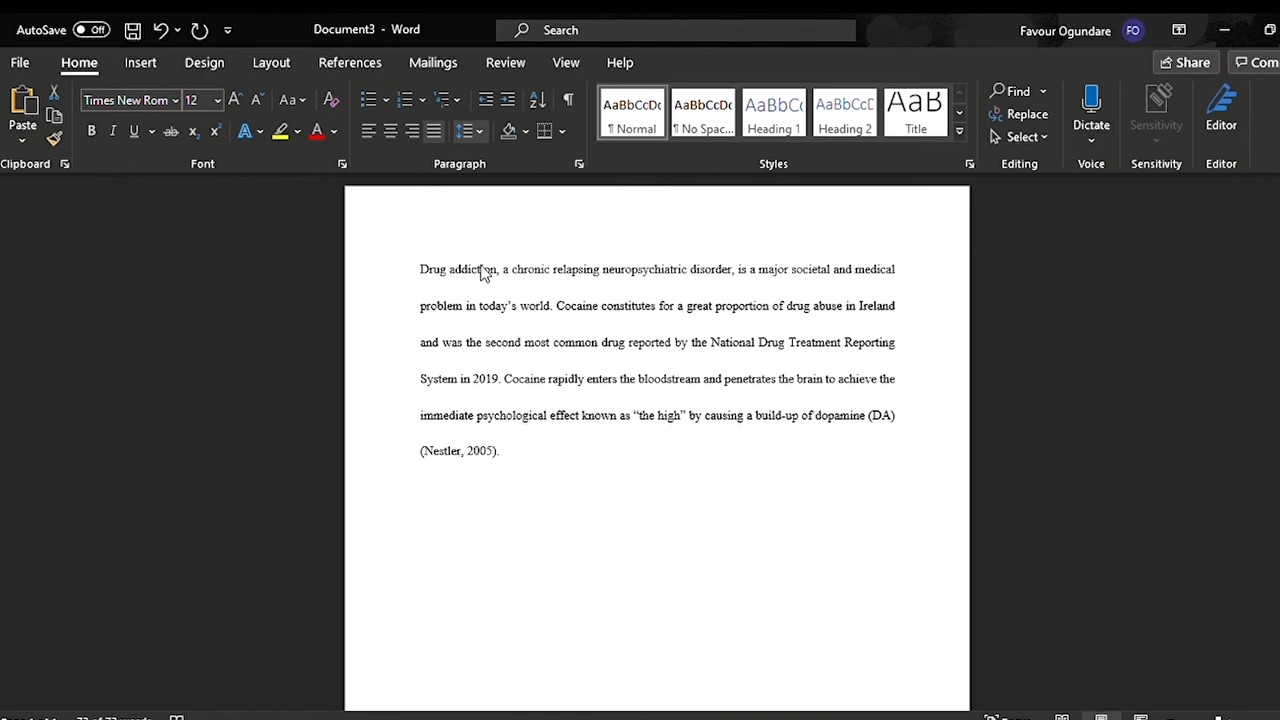 AutoSave Off Document3 - Word Search Favour Ogundare FO
File Home Insert Design Layout References Mailings Review View Help Share Com
Times New Rom 12 Aa AaBbCcDc AaBbCcDc AaBbCc AaBbCcD AaB Find
Paste ¶ Normal ¶ No Spac... Heading 1 Heading 2 Title Replace Dictate Sensitivity Editor
Select
Clipboard Font Paragraph Styles Editing Voice Sensitivity Editor
Drug addiction, a chronic relapsing neuropsychiatric disorder, is a major societal and medical
problem in today’s world. Cocaine constitutes for a great proportion of drug abuse in Ireland
and was the second most common drug reported by the National Drug Treatment Reporting
System in 2019. Cocaine rapidly enters the bloodstream and penetrates the brain to achieve the
immediate psychological effect known as “the high” by causing a build-up of dopamine (DA)
(Nestler, 2005).